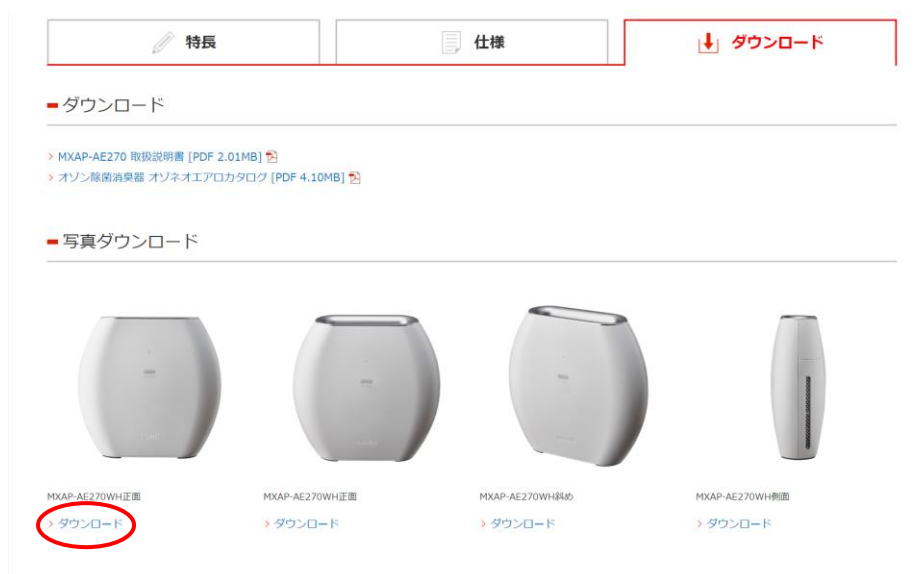 特長
仕様
ダウンロード
ダウンロード
> MXAP-AE270 取扱説明書 [PDF 2.01MB]
> オゾン除菌消臭器 オゾネオエアロカタログ [PDF 4.10MB]
写真ダウンロード
MXAP-AE270WH正面
MXAP-AE270WH正面
MXAP-AE270WH斜め
MXAP-AE270WH側面
> ダウンロード
> ダウンロード
> ダウンロード
> ダウンロード